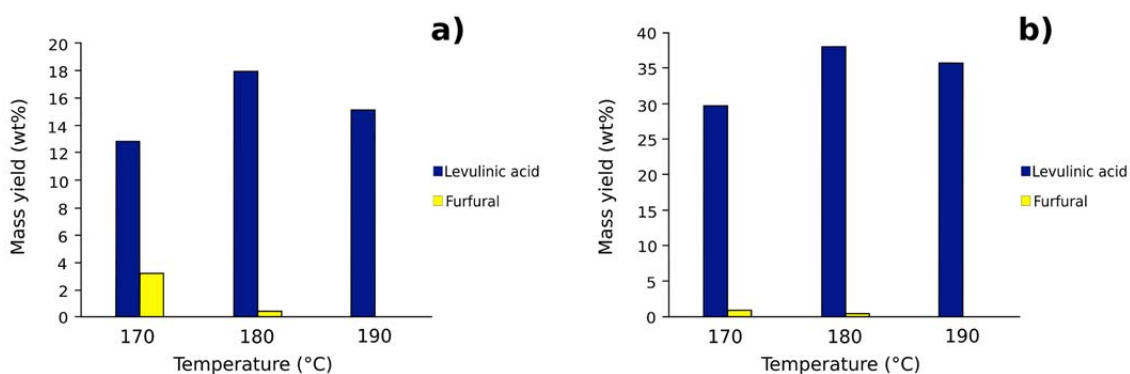 a)
20
18
16
14
12
10
8
6
4
2
0
Mass yield (wt%)
170 180 190
Temperature (°C)
Levulinic acid
Furfural
b)
40
35
30
25
20
15
10
5
0
Mass yield (wt%)
170 180 190
Temperature (°C)
Levulinic acid
Furfural